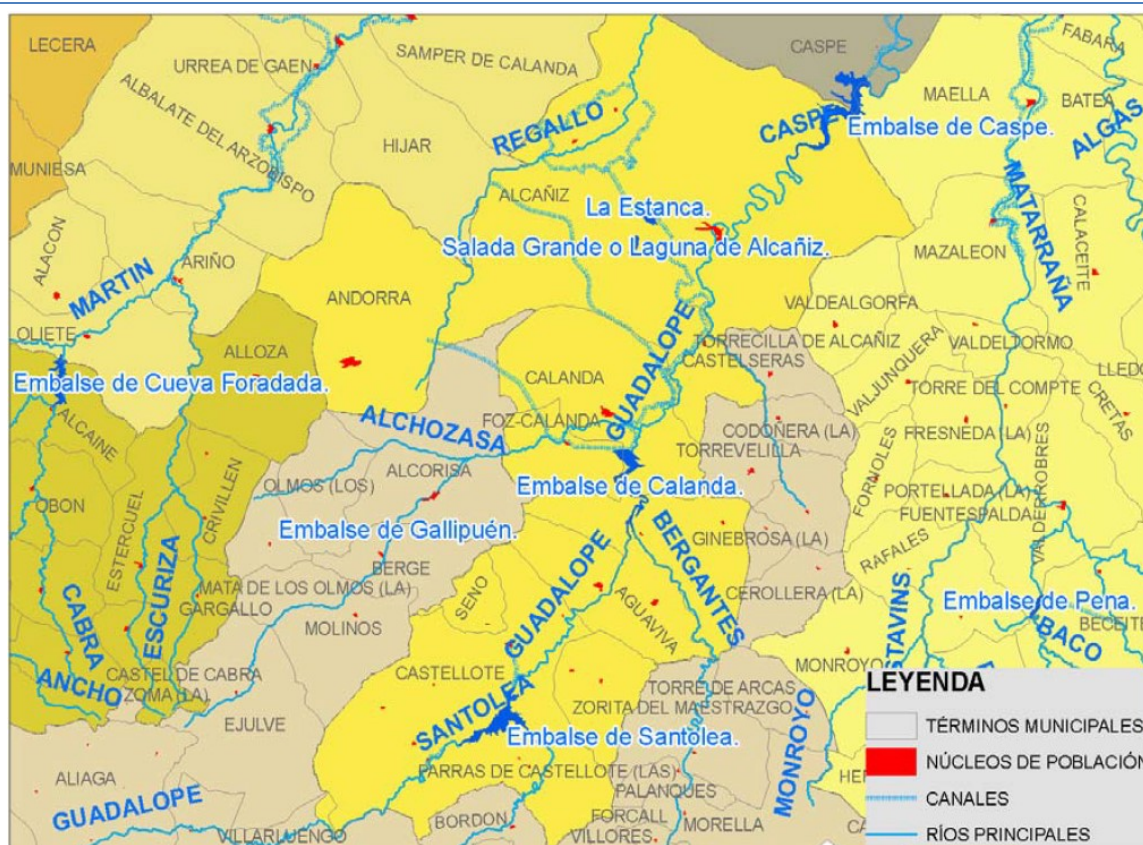 LECERA
URREA DE GAEN
SAMPER DE CALANDA
CASPE
FABARA
ALBALATE DEL ARZOBISPO
MAELLA
BATEA
REGALLO
CASPE
Embalse de Caspe.
ALGAS
HIJAR
MUNIESA
ALCAÑIZ
La Estanca.
MATARRAÑA
CALACEITE
ALACON
Salada Grande o Laguna de Alcañiz.
MAZALEON
ARIÑO
MARTIN
ANDORRA
VALDEALGORFA
OLIETE
GUADALOPE
TORRECILLA DE ALCAÑIZ
VALDELTORMO
ALLOZA
CASTELSERAS
VALJUNQUERA
LLEDO
Embalse de Cueva Foradada.
CALANDA
TORRE DEL COMPTE
CRETAS
ALCAINE
ALCHOZASA
FOZ-CALANDA
CODOÑERA (LA)
FRESNEDA (LA)
TORREVELILLA
ALCORISA
FORNOLES
OLMOS (LOS)
Embalse de Calanda.
PORTELLADA (LA)
OBON
CRIVILLEN
FUENTESPALDA
VALDERROBRES
ESTERCUEL
Embalse de Gallipuén.
BERGANTES
GINEBROSA (LA)
RAFALES
ESCURIZA
BERGE
MATA DE LOS OLMOS (LA)
SENO
GUADALOPE
AGUAVIVA
CEROLLERA (LA)
CABRA
GARGALLO
Embalse de Pena.
MOLINOS
BECEITE
CASTELLOTE
MONROYO
STAVINS
BACO
CASTEL DE CABRA
ANCHO
ZOMA (LA)
TORRE DE ARCAS
LEYENDA
SANTOLEA
ZORITA DEL MAESTRAZGO
EJULVE
MONROYO
TÉRMINOS MUNICIPALES
Embalse de Santolea.
NÚCLEOS DE POBLACIÓN
ALIAGA
PARRAS DE CASTELLOTE (LAS)
PALANQUES
CANALES
GUADALOPE
BORDON
FORCALL
MORELLA
VILLARLUENGO
VILLORES
RÍOS PRINCIPALES